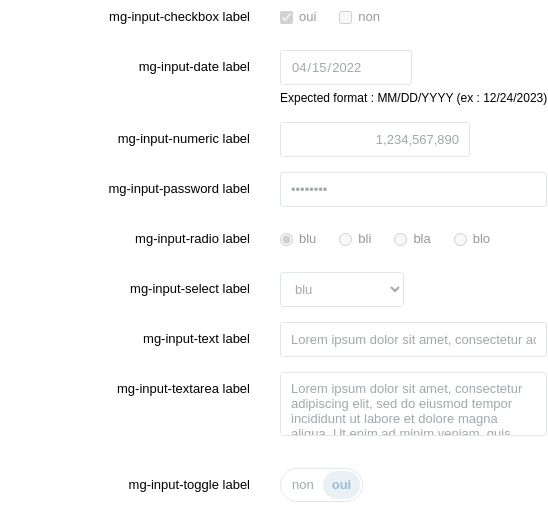 mg-input-checkbox label oui non
mg-input-date label 04/15/2022
Expected format : MM/DD/YYYY (ex : 12/24/2023)
mg-input-numeric label 1,234,567,890
mg-input-password label ••••••••
mg-input-radio label blu bli bla blo
mg-input-select label blu
mg-input-text label Lorem ipsum dolor sit amet, consectetur
mg-input-textarea label Lorem ipsum dolor sit amet, consectetur
adipiscing elit, sed do eiusmod tempor
incididunt ut labore et dolore magna
aliqua. Ut enim ad minim veniam, quis
mg-input-toggle label non oui